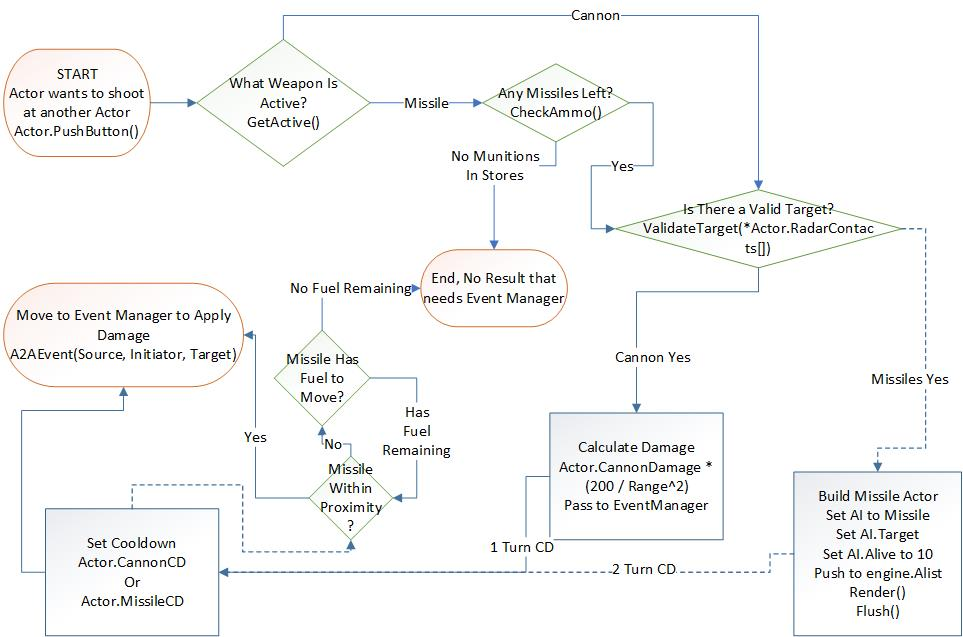 Cannon
START
Actor wants to shoot
at another Actor
Actor.PushButton()
What Weapon Is
Active?
GetActive()
Missile
Any Missiles Left?
CheckAmmo()
No Munitions
In Stores
Yes
Is There a Valid Target?
ValidateTarget(*Actor.RadarContac
ts[])
End, No Result that
needs Event Manager
No Fuel Remaining
Move to Event Manager to Apply
Damage
A2AEvent(Source, Initiator, Target)
Missile Has
Fuel to
Move?
Has
Fuel
Remaining
Cannon Yes
Missiles Yes
Yes
No
Missile
Within
Proximity
?
Calculate Damage
Actor.CannonDamage *
(200 / Range^2)
Pass to EventManager
Build Missile Actor
Set AI to Missile
Set AI.Target
Set AI.Alive to 10
Push to engine.Alist
Render()
Flush()
1 Turn CD
2 Turn CD
Set Cooldown
Actor.CannonCD
Or
Actor.MissileCD